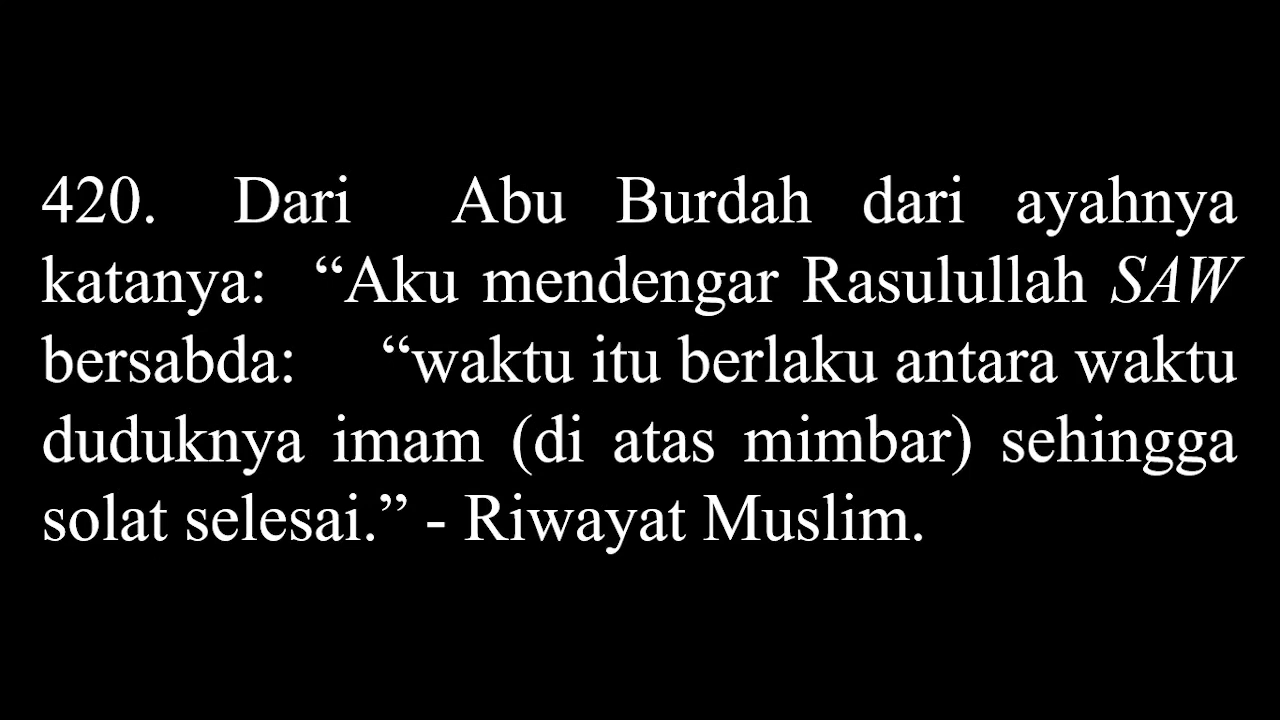 420. Dari Abu Burdah dari ayahnya
katanya: “Aku mendengar Rasulullah SAW
bersabda: “waktu itu berlaku antara waktu
duduknya imam (di atas mimbar) sehingga
solat selesai.” - Riwayat Muslim.